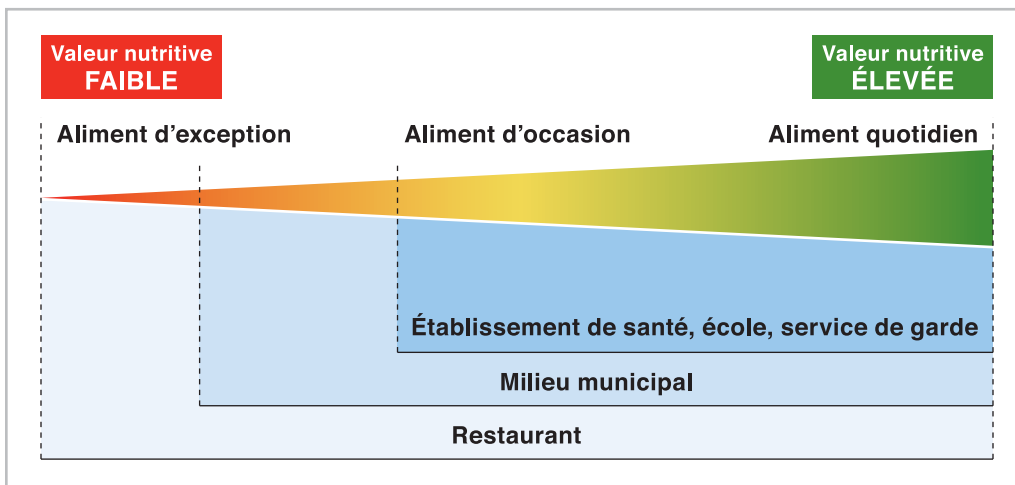 Valeur nutritive
FAIBLE
Valeur nutritive
ÉLEVÉE
Aliment d'exception
Aliment d'occasion
Aliment quotidien
Établissement de santé, école, service de garde
Milieu municipal
Restaurant